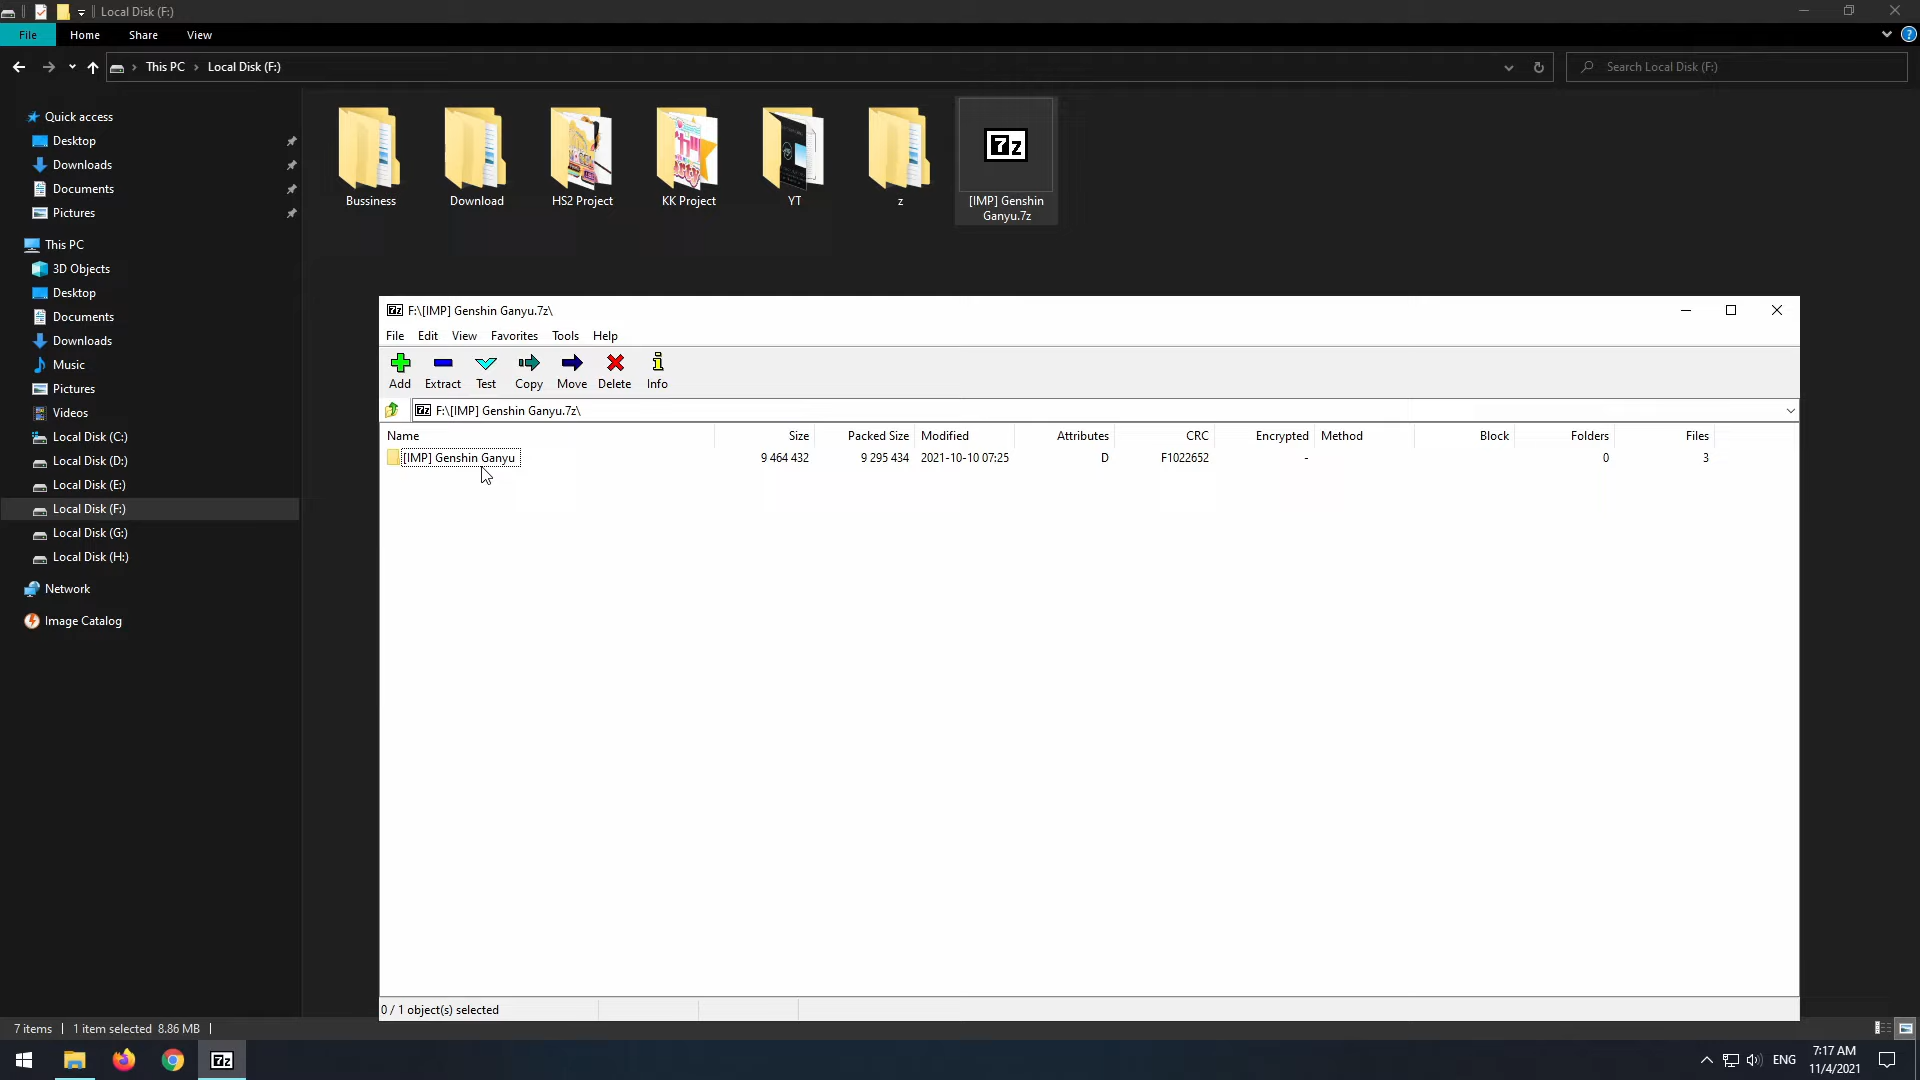 Local Disk (F:)
File Home Share View
This PC Local Disk (F:)
Search Local Disk (F:)
Quick access
Desktop
Downloads
Documents
Pictures
This PC
3D Objects
Desktop
Documents
Downloads
Music
Pictures
Videos
Local Disk (C:)
Local Disk (D:)
Local Disk (E:)
Local Disk (F:)
Local Disk (G:)
Local Disk (H:)
Network
Image Catalog
Bussiness Download HS2 Project KK Project YT z [IMP] Genshin
Ganyu.7z
7z
7z F:\[IMP] Genshin Ganyu.7z\
File Edit View Favorites Tools Help
Add Extract Test Copy Move Delete Info
7z F:\[IMP] Genshin Ganyu.7z\
Name Size Packed Size Modified Attributes CRC Encrypted Method Block Folders Files
[IMP] Genshin Ganyu 9 464 432 9 295 434 2021-10-10 07:25 D F1022652 - 0 3
0 / 1 object(s) selected
7 items 1 item selected 8.86 MB
7z
ENG
7:17 AM
11/4/2021